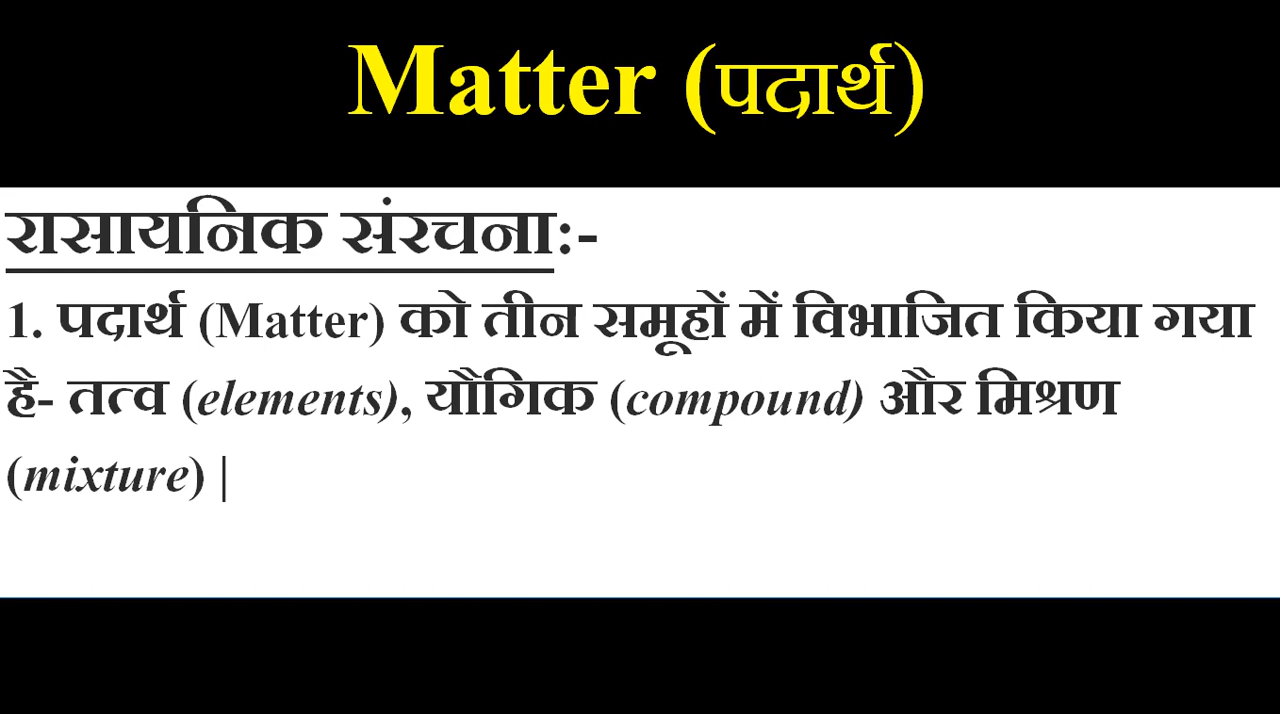 Matter (पदार्थ)
रासायनिक संरचना:-
1. पदार्थ (Matter) को तीन समूहों में विभाजित किया गया
है- तत्व (elements), यौगिक (compound) और मिश्रण
(mixture) |